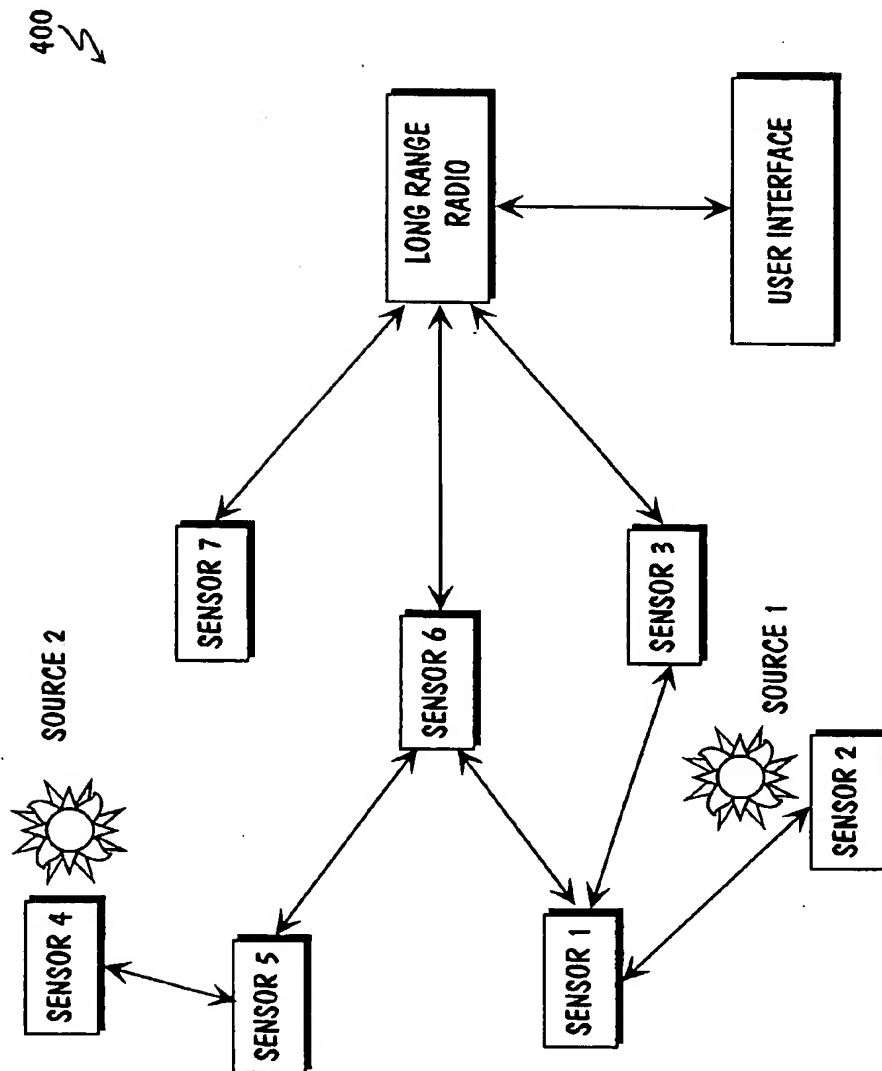 400
SOURCE 2
SENSOR 4
SENSOR 5
SENSOR 7
SENSOR 6
LONG RANGE
RADIO
SENSOR 1
SENSOR 3
SOURCE 1
SENSOR 2
USER INTERFACE